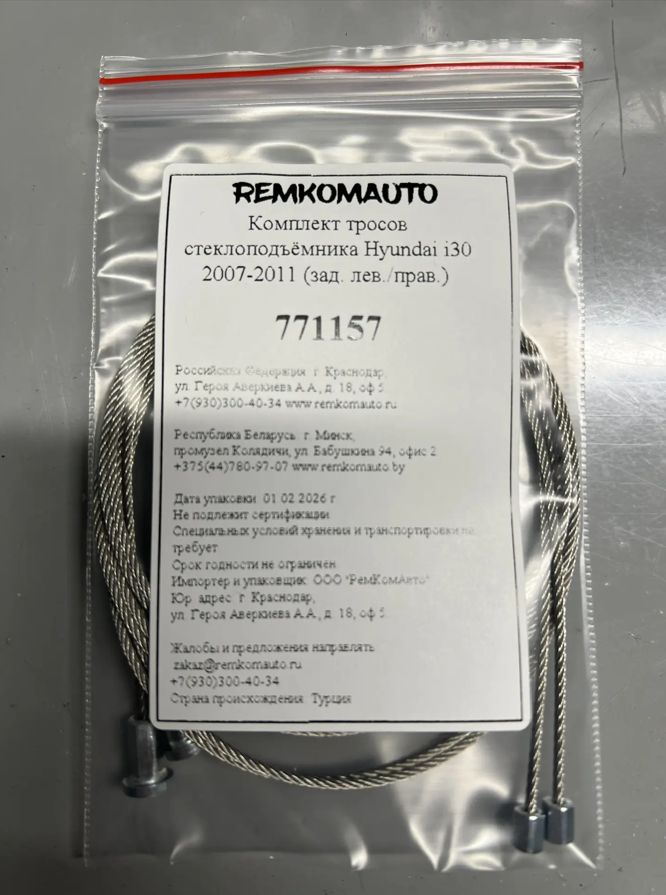 REMKOMAUTO
Комплект тросов
стеклоподъёмника Hyundai i30
2007-2011 (зад. лев./прав.)
771157
Российская Федерация г. Краснодар,
ул. Героя Аверкиева А.А., д. 18, оф 5
+7(930)300-40-34 www.remkomauto.ru
Республика Беларусь г. Минск,
промузел Колядичи, ул. Бабушкина 94, офис 2
+375(44)780-97-07 www.remkomauto.by
Дата упаковки 01 02 2026 г
Не подлежит сертификации
Специальных условий хранения и транспортировки не
требует
Срок годности не ограничен
Импортер и упаковщик ООО "РемКомАвто"
Юр адрес г Краснодар,
ул. Героя Аверкиева А.А., д. 18, оф 5
Жалобы и предложения направлять
zakaz@remkomauto.ru
+7(930)300-40-34
Страна происхождения Турция